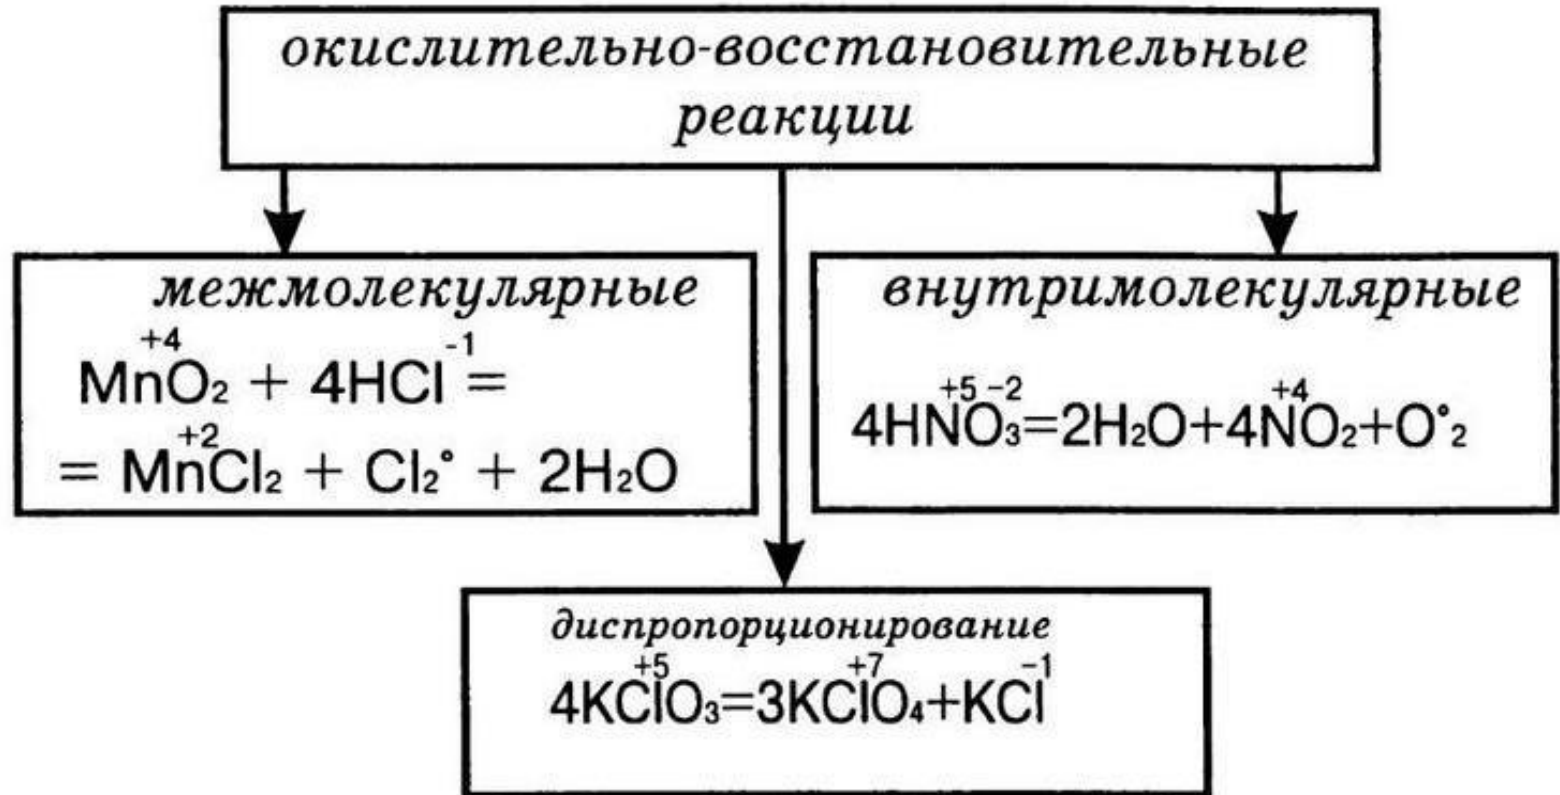 окислительно-восстановительные
реакции
межмолекулярные
+4 -1
MnO₂ + 4HCl =
+2
= MnCl₂ + Cl₂° + 2H₂O
внутримолекулярные
+5 -2 +4
4HNO₃=2H₂O+4NO₂+O°₂
диспропорционирование
+5 +7 -1
4KClO₃=3KClO₄+KCl